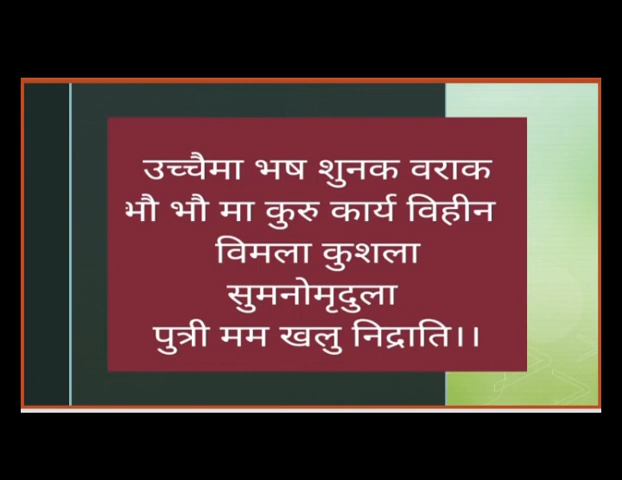 उच्चैमा भष शुनक वराक
भौ भौ मा कुरु कार्य विहीन
विमला कुशला
सुमनोमृदुला
पुत्री मम खलु निद्राति।।